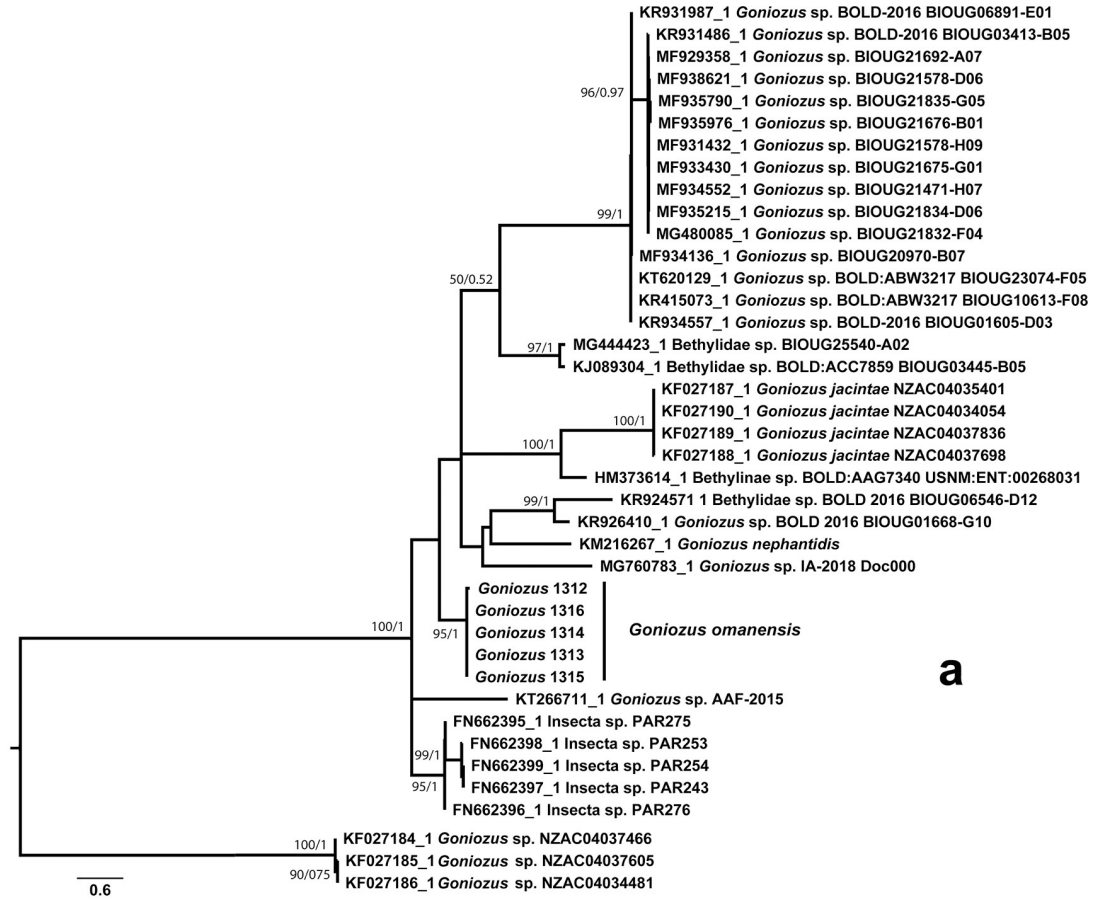 KR931987_1 Goniozus sp. BOLD-2016 BIOUG06891-E01
KR931486_1 Goniozus sp. BOLD-2016 BIOUG03413-B05
MF929358_1 Goniozus sp. BIOUG21692-A07
MF938621_1 Goniozus sp. BIOUG21578-D06
96/0.97
MF935790_1 Goniozus sp. BIOUG21835-G05
MF935976_1 Goniozus sp. BIOUG21676-B01
MF931432_1 Goniozus sp. BIOUG21578-H09
MF933430_1 Goniozus sp. BIOUG21675-G01
MF934552_1 Goniozus sp. BIOUG21471-H07
99/1
MF935215_1 Goniozus sp. BIOUG21834-D06
MG480085_1 Goniozus sp. BIOUG21832-F04
MF934136_1 Goniozus sp. BIOUG20970-B07
50/0.52
KT620129_1 Goniozus sp. BOLD:ABW3217 BIOUG23074-F05
KR415073_1 Goniozus sp. BOLD:ABW3217 BIOUG10613-F08
KR934557_1 Goniozus sp. BOLD-2016 BIOUG01605-D03
97/1
MG444423_1 Bethylidae sp. BIOUG25540-A02
KJ089304_1 Bethylidae sp. BOLD:ACC7859 BIOUG03445-B05
KF027187_1 Goniozus jacintae NZAC04035401
KF027190_1 Goniozus jacintae NZAC04034054
100/1
KF027189_1 Goniozus jacintae NZAC04037836
100/1
KF027188_1 Goniozus jacintae NZAC04037698
HM373614_1 Bethylinae sp. BOLD:AAG7340 USNM:ENT:00268031
99/1
KR924571 1 Bethylidae sp. BOLD 2016 BIOUG06546-D12
KR926410_1 Goniozus sp. BOLD 2016 BIOUG01668-G10
KM216267_1 Goniozus nephantidis
MG760783_1 Goniozus sp. IA-2018 Doc000
Goniozus 1312
Goniozus 1316
100/1
95/1
Goniozus 1314
Goniozus omanensis
Goniozus 1313
Goniozus 1315
a
KT266711_1 Goniozus sp. AAF-2015
FN662395_1 Insecta sp. PAR275
FN662398_1 Insecta sp. PAR253
99/1
FN662399_1 Insecta sp. PAR254
95/1
FN662397_1 Insecta sp. PAR243
FN662396_1 Insecta sp. PAR276
KF027184_1 Goniozus sp. NZAC04037466
100/1
KF027185_1 Goniozus sp. NZAC04037605
90/075
KF027186_1 Goniozus sp. NZAC04034481
0.6